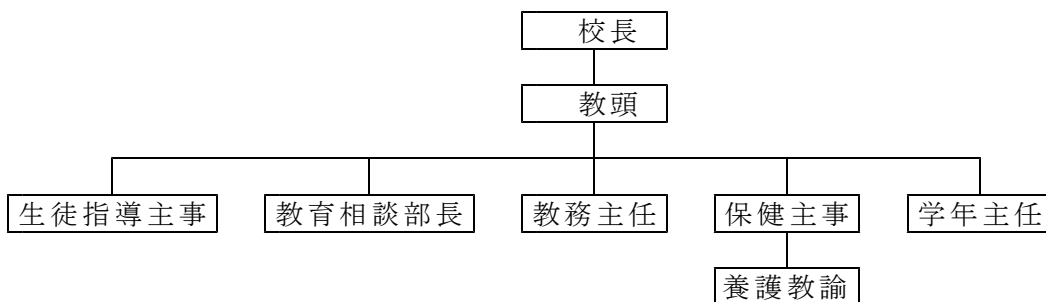 校長
教頭
生徒指導主事
教育相談部長
教務主任
保健主事
学年主任
養護教諭